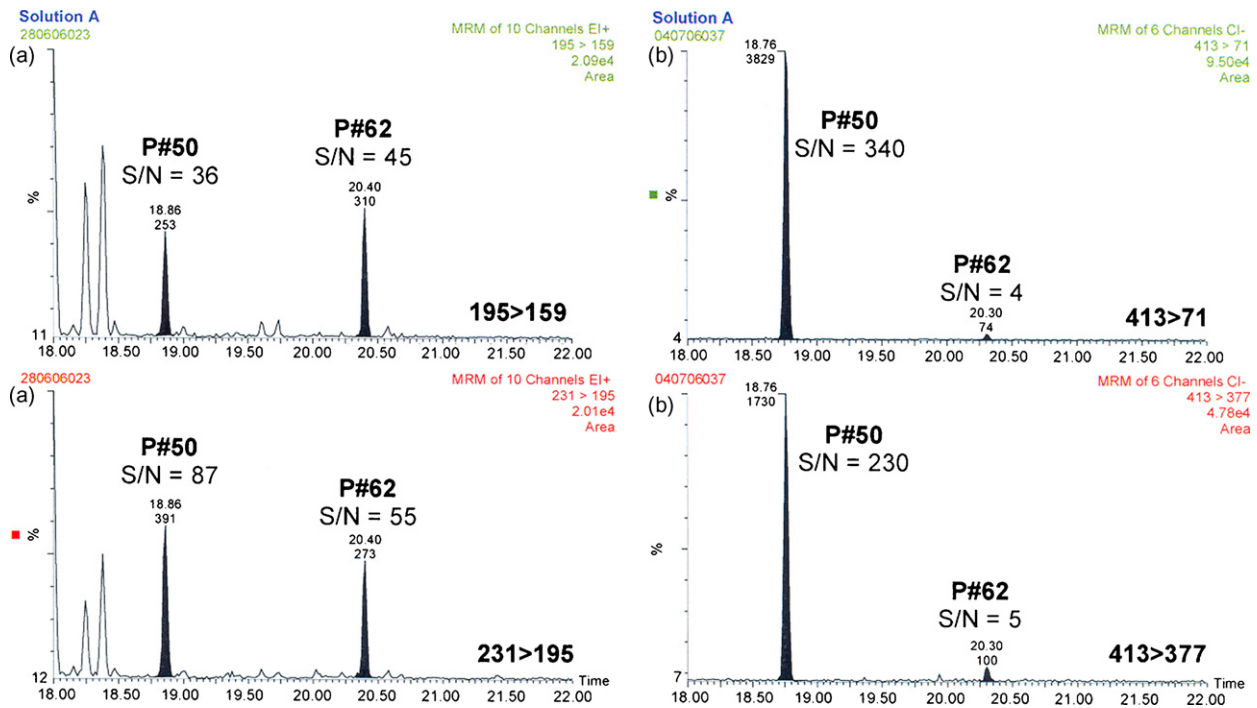 Solution A
280606023
(a)
MRM of 10 Channels EI+
195 > 159
2.09e4
Area
P#50
S/N = 36
18.86
253
P#62
S/N = 45
20.40
310
%
195>159
11
18.00 18.50 19.00 19.50 20.00 20.50 21.00 21.50 22.00
Solution A
040706037
(b)
MRM of 6 Channels CI-
413 > 71
9.50e4
Area
18.76
3829
P#50
S/N = 340
%
P#62
S/N = 4
20.30
74
413>71
4
18.00 18.50 19.00 19.50 20.00 20.50 21.00 21.50 22.00
280606023
(a)
MRM of 10 Channels EI+
231 > 195
2.01e4
Area
P#50
S/N = 87
18.86
391
P#62
S/N = 55
20.40
273
%
231>195
12
Time
18.00 18.50 19.00 19.50 20.00 20.50 21.00 21.50 22.00
040706037
(b)
MRM of 6 Channels CI-
413 > 377
4.78e4
Area
18.76
1730
P#50
S/N = 230
%
P#62
S/N = 5
20.30
100
413>377
7
Time
18.00 18.50 19.00 19.50 20.00 20.50 21.00 21.50 22.00